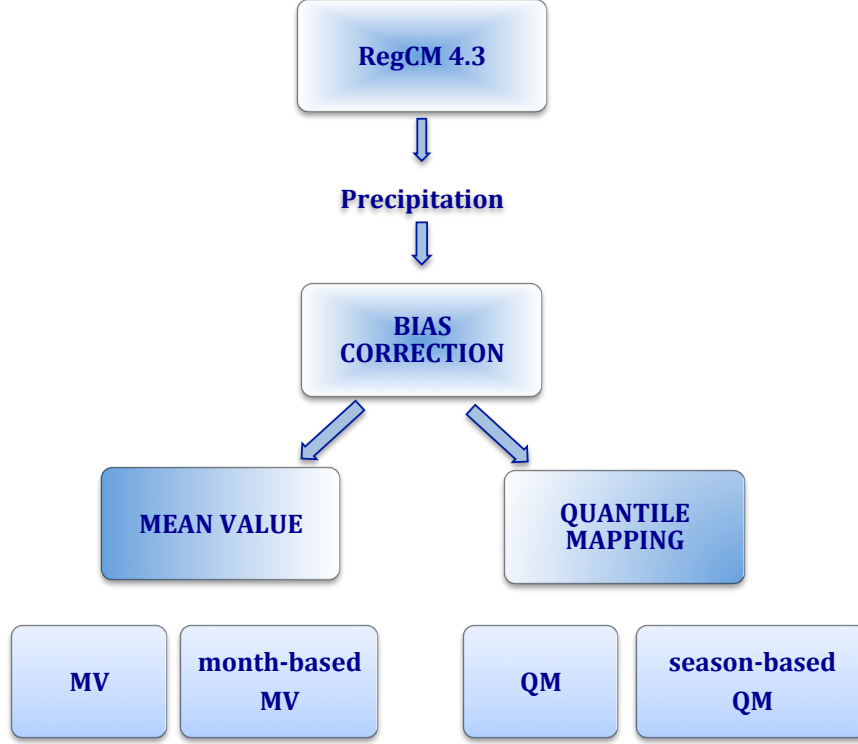 RegCM 4.3
Precipitation
BIAS
CORRECTION
MEAN VALUE
QUANTILE
MAPPING
MV
month-based
MV
QM
season-based
QM